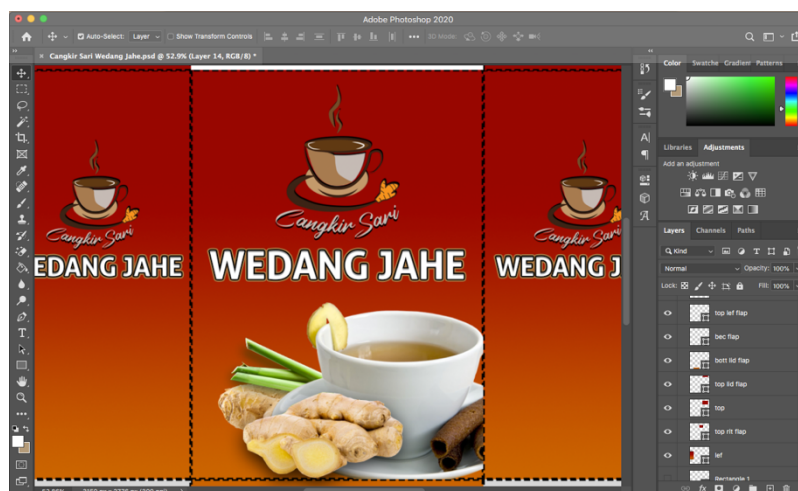 Adobe Photoshop 2020
Auto-Select: Layer Show Transform Controls 3D Mode:
× Cangkir Sari Wedang Jahe.psd @ 52.9% (Layer 14, RGB/8) *
Color Swatche Gradient Patterns
Libraries Adjustments
Add an adjustment
Layers Channels Paths
Kind
Normal Opacity: 100%
Lock: Fill: 100%
top lef flap
bec flap
bott lid flap
top lid flap
top
top rit flap
lef
Rectangle 1
Cangkir Sari
EDANG JAHE
Cangkir Sari
WEDANG JAHE
Cangkir Sari
WEDANG J